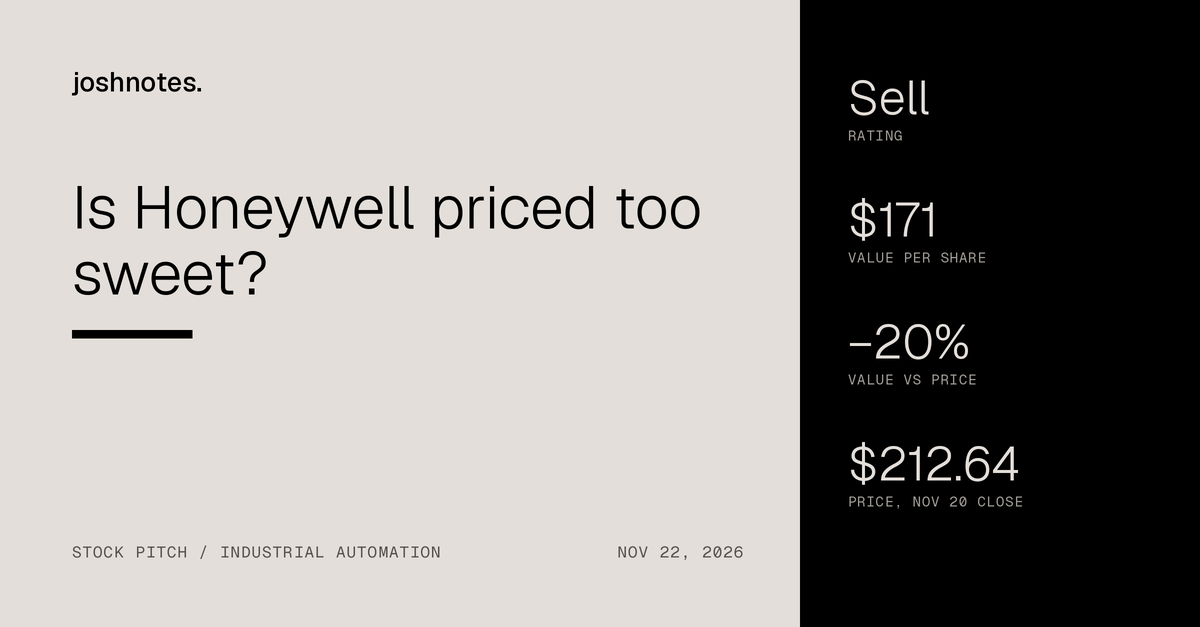 joshnotes.
Is Honeywell priced too
sweet?
STOCK PITCH / INDUSTRIAL AUTOMATION
NOV 22, 2026
Sell
RATING
$171
VALUE PER SHARE
–20%
VALUE VS PRICE
$212.64
PRICE, NOV 20 CLOSE